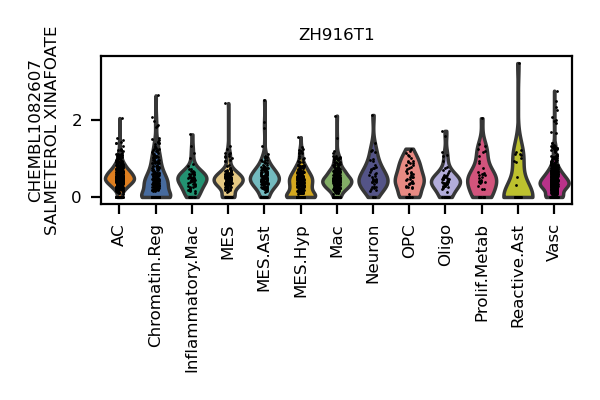 ZH916T1
CHEMBL1082607
SALMETEROL XINAFOATE
2
0
AC
Chromatin.Reg
Inflammatory.Mac
MES
MES.Ast
MES.Hyp
Mac
Neuron
OPC
Oligo
Prolif.Metab
Reactive.Ast
Vasc